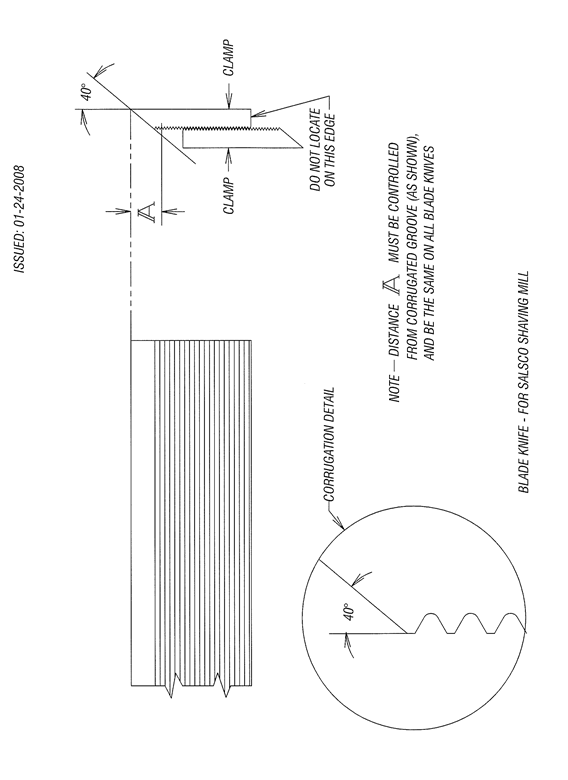 ISSUED: 01-24-2008
40°
CLAMP
A
CLAMP
DO NOT LOCATE
ON THIS EDGE
NOTE — DISTANCE A MUST BE CONTROLLED
FROM CORRUGATED GROOVE (AS SHOWN),
AND BE THE SAME ON ALL BLADE KNIVES
CORRUGATION DETAIL
40°
BLADE KNIFE - FOR SALSCO SHAVING MILL